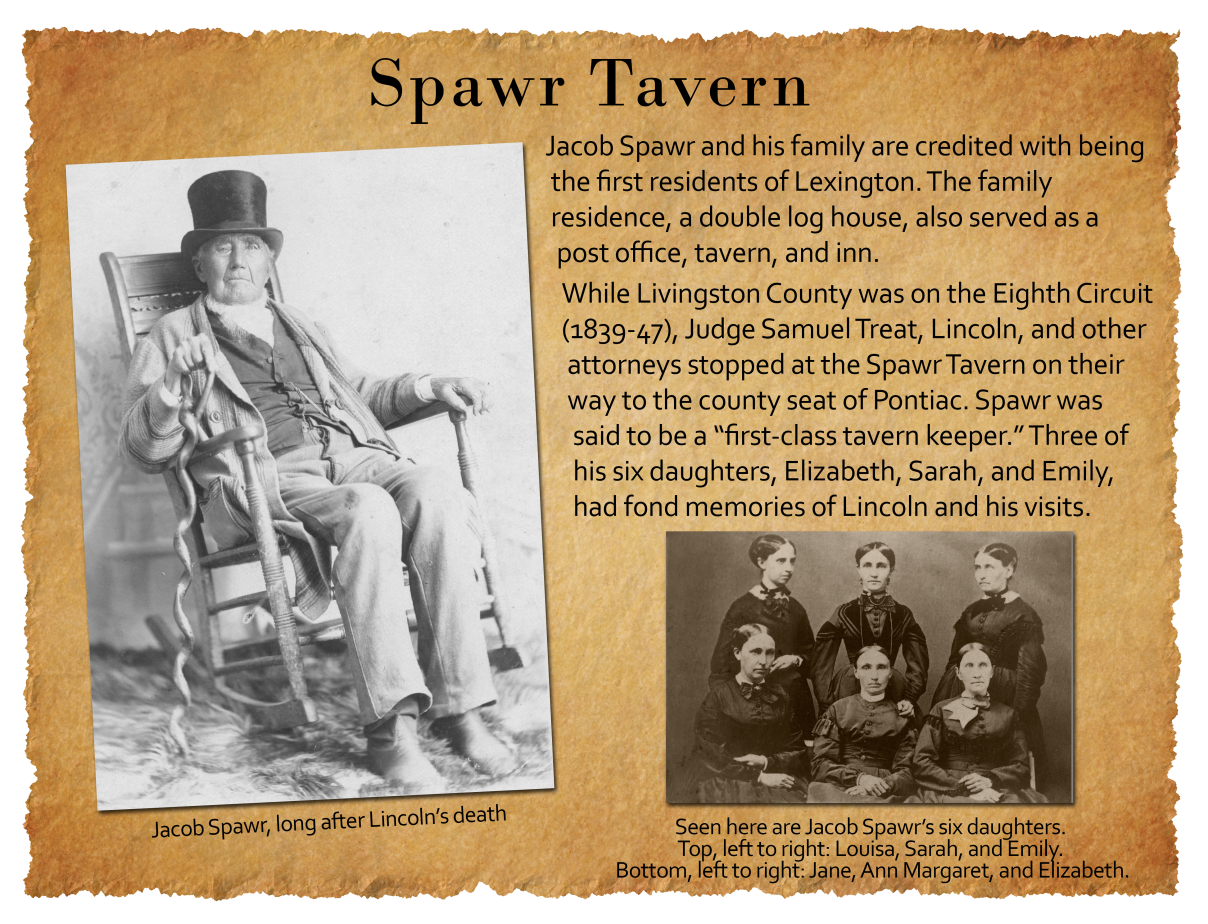 Spawr Tavern
Jacob Spawr and his family are credited with being
the first residents of Lexington. The family
residence, a double log house, also served as a
post office, tavern, and inn.
While Livingston County was on the Eighth Circuit
(1839-47), Judge Samuel Treat, Lincoln, and other
attorneys stopped at the Spawr Tavern on their
way to the county seat of Pontiac. Spawr was
said to be a “first-class tavern keeper.” Three of
his six daughters, Elizabeth, Sarah, and Emily,
had fond memories of Lincoln and his visits.
Jacob Spawr, long after Lincoln’s death
Seen here are Jacob Spawr’s six daughters.
Top, left to right: Louisa, Sarah, and Emily.
Bottom, left to right: Jane, Ann Margaret, and Elizabeth.